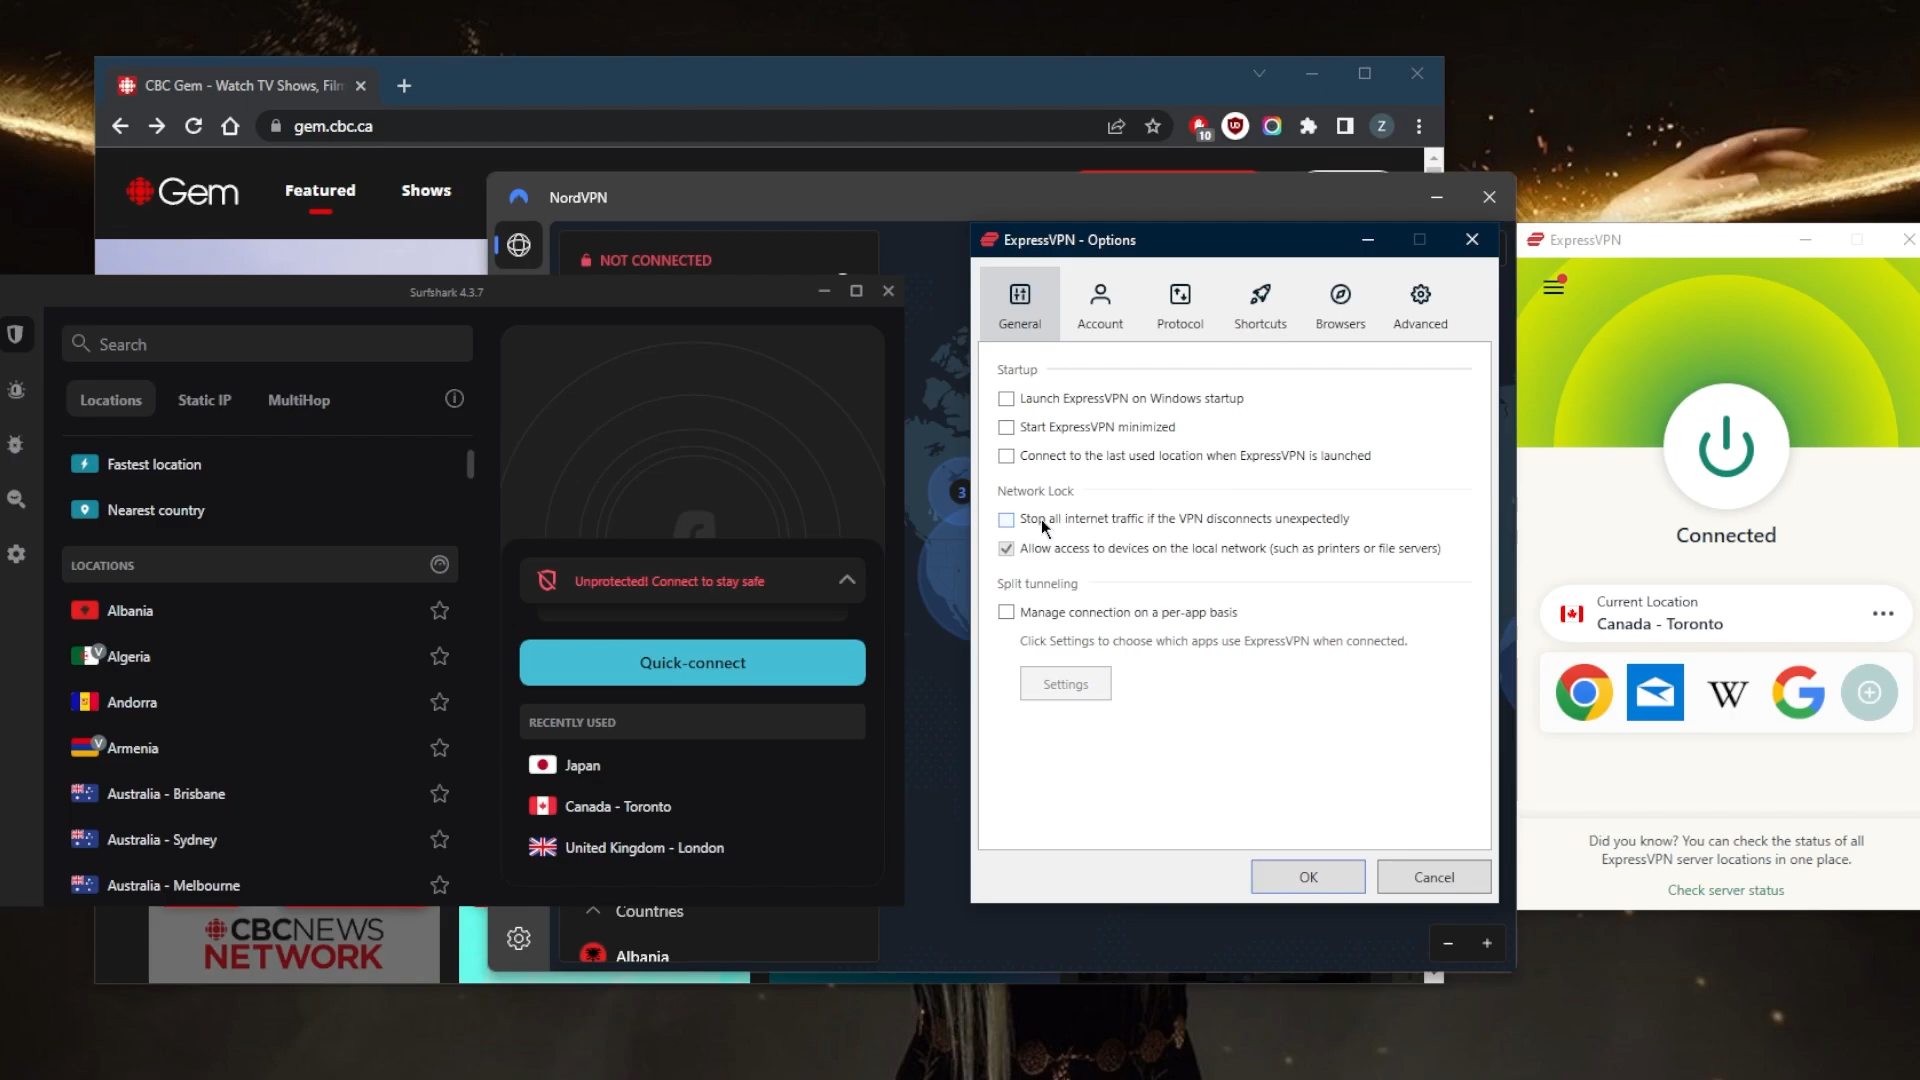 CBC Gem - Watch TV Shows, Film
gem.cbc.ca
10
Z
Gem
Featured
Shows
NordVPN
NOT CONNECTED
3
Countries
Albania
CBCNEWS
NETWORK
Surfshark 4.3.7
Search
Locations
Static IP
MultiHop
Fastest location
Nearest country
LOCATIONS
Albania
V
Algeria
Andorra
V
Armenia
Australia - Brisbane
Australia - Sydney
Australia - Melbourne
Unprotected! Connect to stay safe
Quick-connect
RECENTLY USED
Japan
Canada - Toronto
United Kingdom - London
ExpressVPN - Options
General
Account
Protocol
Shortcuts
Browsers
Advanced
Startup
Launch ExpressVPN on Windows startup
Start ExpressVPN minimized
Connect to the last used location when ExpressVPN is launched
Network Lock
Stop all internet traffic if the VPN disconnects unexpectedly
Allow access to devices on the local network (such as printers or file servers)
Split tunneling
Manage connection on a per-app basis
Click Settings to choose which apps use ExpressVPN when connected.
Settings
OK
Cancel
ExpressVPN
Connected
Current Location
Canada - Toronto
W
G
Did you know? You can check the status of all
ExpressVPN server locations in one place.
Check server status